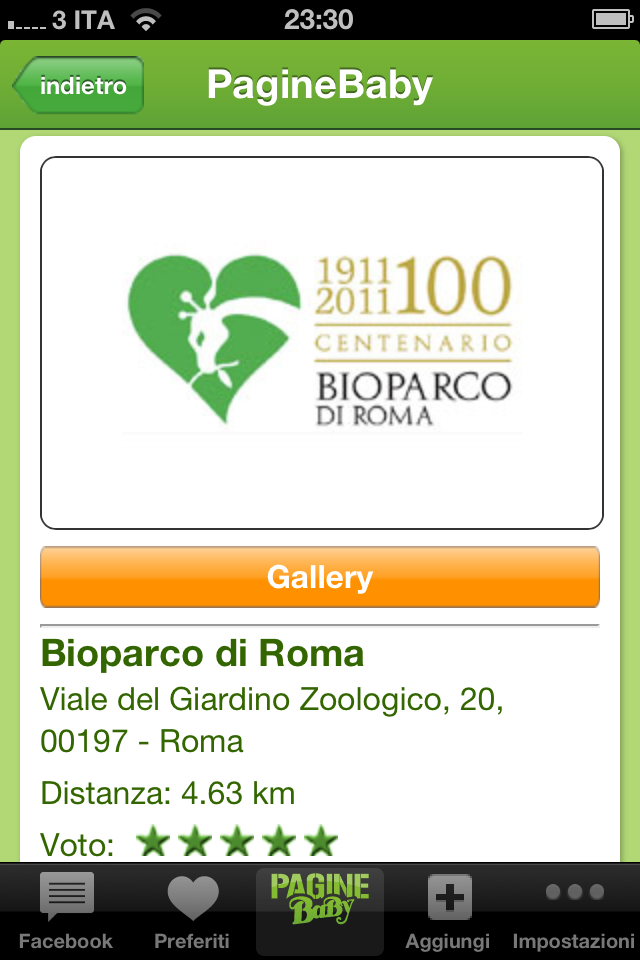 3 ITA 23:30
indietro PagineBaby
1911
2011 100
CENTENARIO
BIOPARCO
DI ROMA
Gallery
Bioparco di Roma
Viale del Giardino Zoologico, 20,
00197 - Roma
Distanza: 4.63 km
Voto:
PAGINE
BaBy
Facebook Preferiti Aggiungi Impostazioni